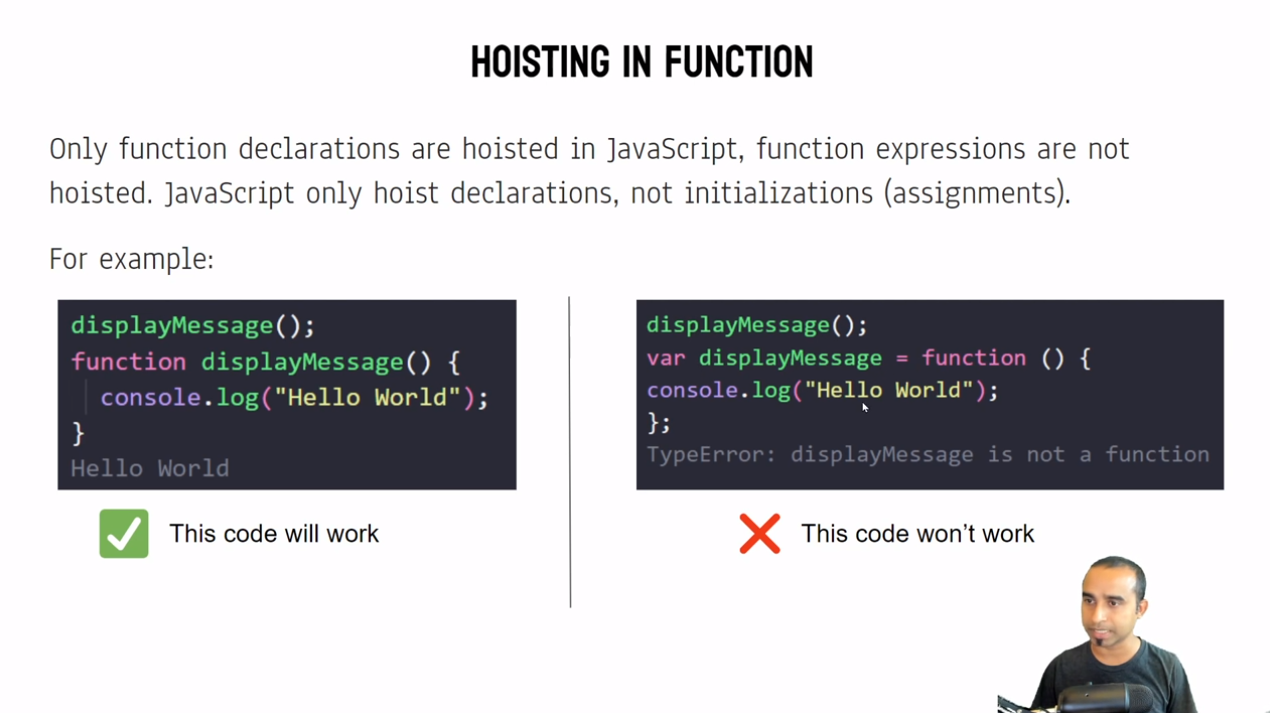 HOISTING IN FUNCTION
Only function declarations are hoisted in JavaScript, function expressions are not
hoisted. JavaScript only hoist declarations, not initializations (assignments).
For example:
displayMessage();
function displayMessage() {
console.log("Hello World");
}
Hello World
This code will work
displayMessage();
var displayMessage = function () {
console.log("Hello World");
};
TypeError: displayMessage is not a function
This code won’t work